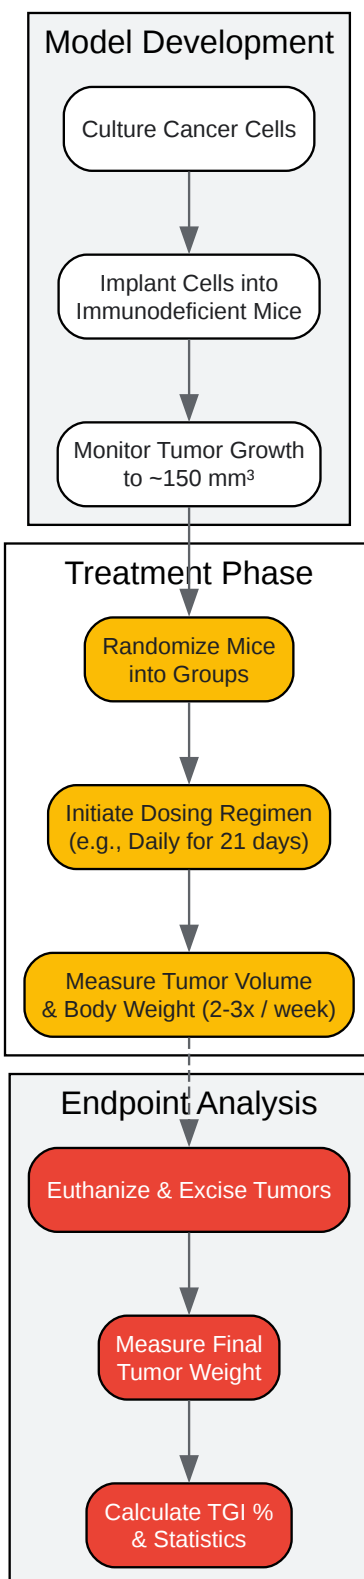 Model Development
Culture Cancer Cells
Implant Cells into
Immunodeficient Mice
Monitor Tumor Growth
to ~150 mm³
Treatment Phase
Randomize Mice
into Groups
Initiate Dosing Regimen
(e.g., Daily for 21 days)
Measure Tumor Volume
& Body Weight (2-3x / week)
Endpoint Analysis
Euthanize & Excise Tumors
Measure Final
Tumor Weight
Calculate TGI %
& Statistics